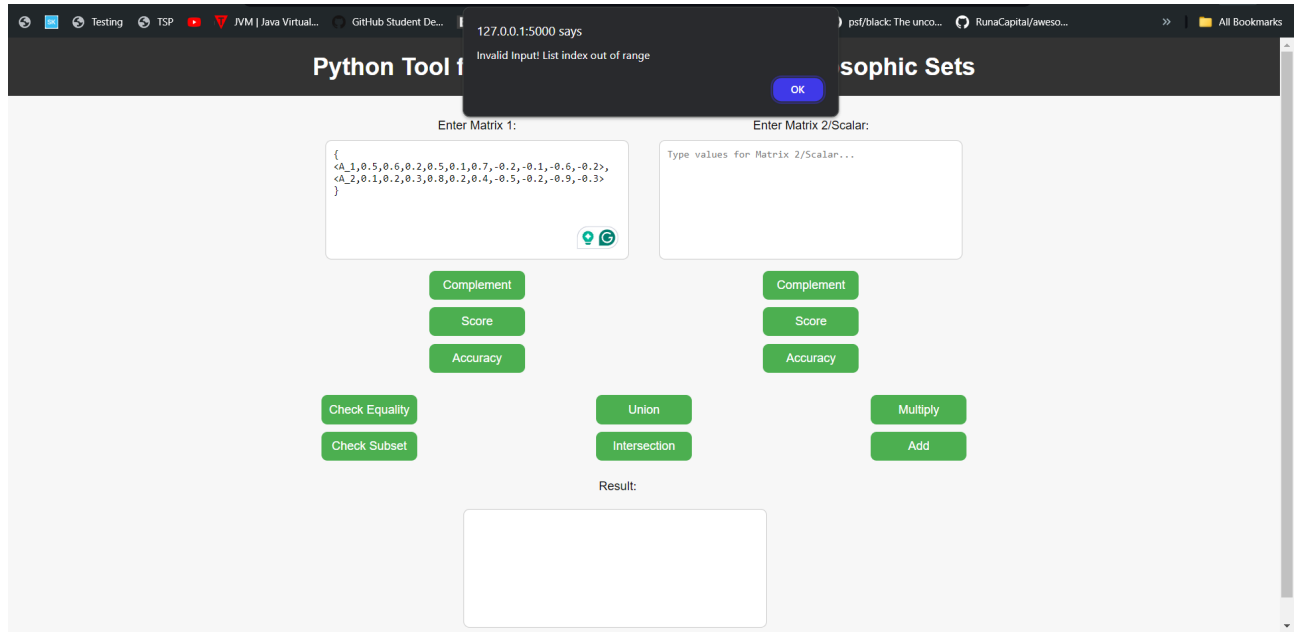 Testing TSP JVM | Java Virtual... GitHub Student De... psf/black: The unco... RunaCapital/aweso... » All Bookmarks
127.0.0.1:5000 says
Invalid Input! List index out of range
OK
Python Tool f sophic Sets
Enter Matrix 1: Enter Matrix 2/Scalar:
{
<A_1,0.5,0.6,0.2,0.5,0.1,0.7,-0.2,-0.1,-0.6,-0.2>,
<A_2,0.1,0.2,0.3,0.8,0.2,0.4,-0.5,-0.2,-0.9,-0.3>
}
Type values for Matrix 2/Scalar...
Complement Complement
Score Score
Accuracy Accuracy
Check Equality Union Multiply
Check Subset Intersection Add
Result: